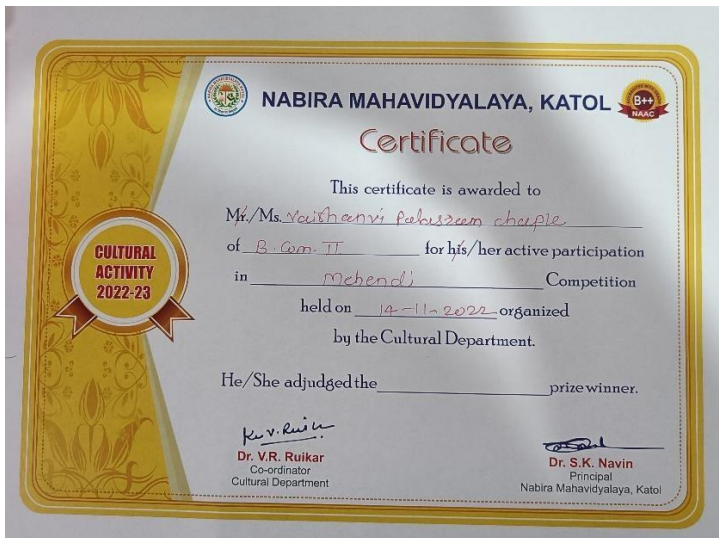 NABIRA MAHAVIDYALAYA, KATOL
B++
NAAC
Certificate
This certificate is awarded to
Mr./Ms. Vaishanvi chaple
of B.Com-II for his/her active participation
in Mehendi Competition
held on 14-11-2022 organized
by the Cultural Department.
CULTURAL
ACTIVITY
2022-23
He/She adjudged the prize winner.
Dr. V.R. Ruikar
Co-ordinator
Cultural Department
Dr. S.K. Navin
Principal
Nabira Mahavidyalaya, Katol